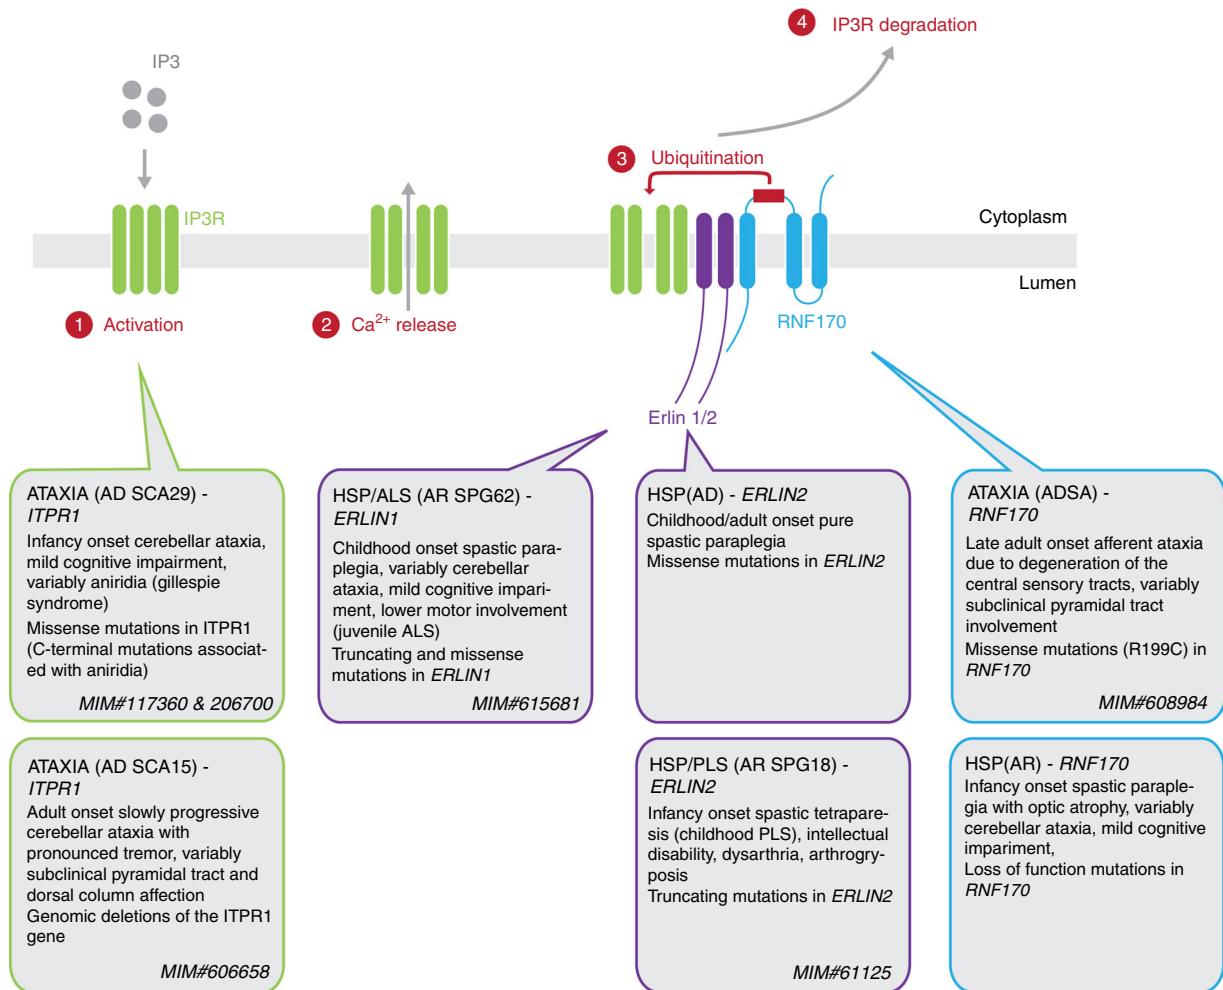 4 IP3R degradation
IP3
3 Ubiquitination
IP3R
Cytoplasm
Lumen
1 Activation
2 Ca2+ release
RNF170
Erlin 1/2
ATAXIA (AD SCA29) -
ITPR1
Infancy onset cerebellar ataxia,
mild cognitive impairment,
variably aniridia (gillespie
syndrome)
Missense mutations in ITPR1
(C-terminal mutations associat-
ed with aniridia)
MIM#117360 & 206700
HSP/ALS (AR SPG62) -
ERLIN1
Childhood onset spastic para-
plegia, variably cerebellar
ataxia, mild cognitive impari-
ment, lower motor involvement
(juvenile ALS)
Truncating and missense
mutations in ERLIN1
MIM#615681
HSP(AD) - ERLIN2
Childhood/adult onset pure
spastic paraplegia
Missense mutations in ERLIN2
ATAXIA (ADSA) -
RNF170
Late adult onset afferent ataxia
due to degeneration of the
central sensory tracts, variably
subclinical pyramidal tract
involvement
Missense mutations (R199C) in
RNF170
MIM#608984
ATAXIA (AD SCA15) -
ITPR1
Adult onset slowly progressive
cerebellar ataxia with
pronounced tremor, variably
subclinical pyramidal tract and
dorsal column affection
Genomic deletions of the ITPR1
gene
MIM#606658
HSP/PLS (AR SPG18) -
ERLIN2
Infancy onset spastic tetrapare-
sis (childhood PLS), intellectual
disability, dysarthria, arthrogry-
posis
Truncating mutations in ERLIN2
MIM#61125
HSP(AR) - RNF170
Infancy onset spastic paraple-
gia with optic atrophy, variably
cerebellar ataxia, mild cognitive
impariment,
Loss of function mutations in
RNF170